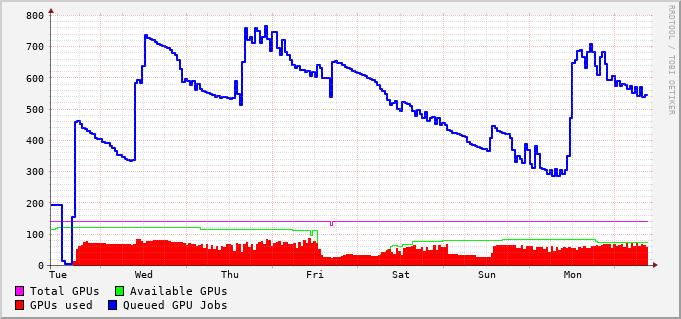 800
700
600
500
400
300
200
100
0
Tue Wed Thu Fri Sat Sun Mon
Total GPUs Available GPUs
GPUs used Queued GPU Jobs
RRDTOOL / TOBI OETIKER